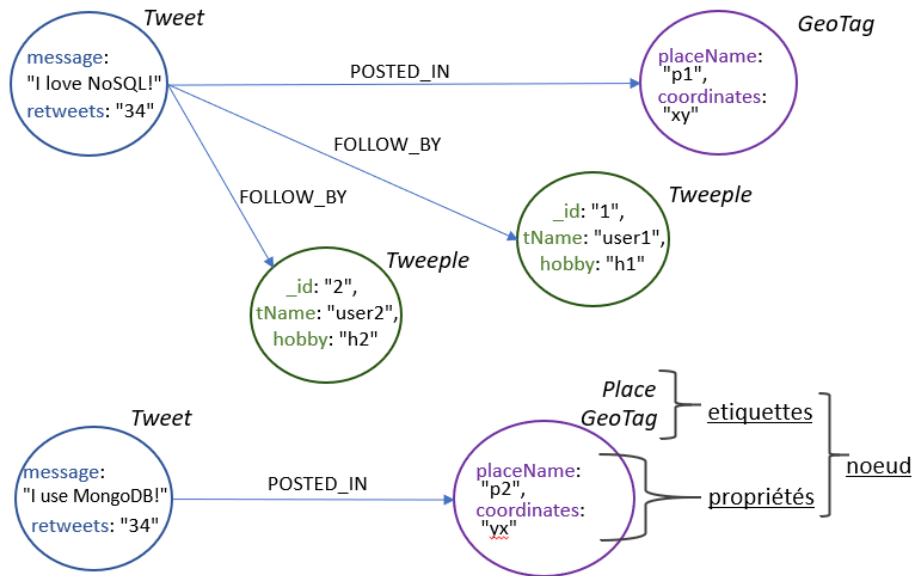 Tweet
GeoTag
message:
"I love NoSQL!"
retweets: "34"
POSTED_IN
placeName:
"p1",
coordinates:
"xy"
FOLLOW_BY
FOLLOW_BY
Tweeple
_id: "1",
tName: "user1",
hobby: "h1"
Tweeple
_id: "2",
tName: "user2",
hobby: "h2"
Place
GeoTag
etiquettes
noeud
Tweet
message:
"I use MongoDB!"
retweets: "34"
POSTED_IN
placeName:
"p2",
coordinates:
"yx"
propriétés